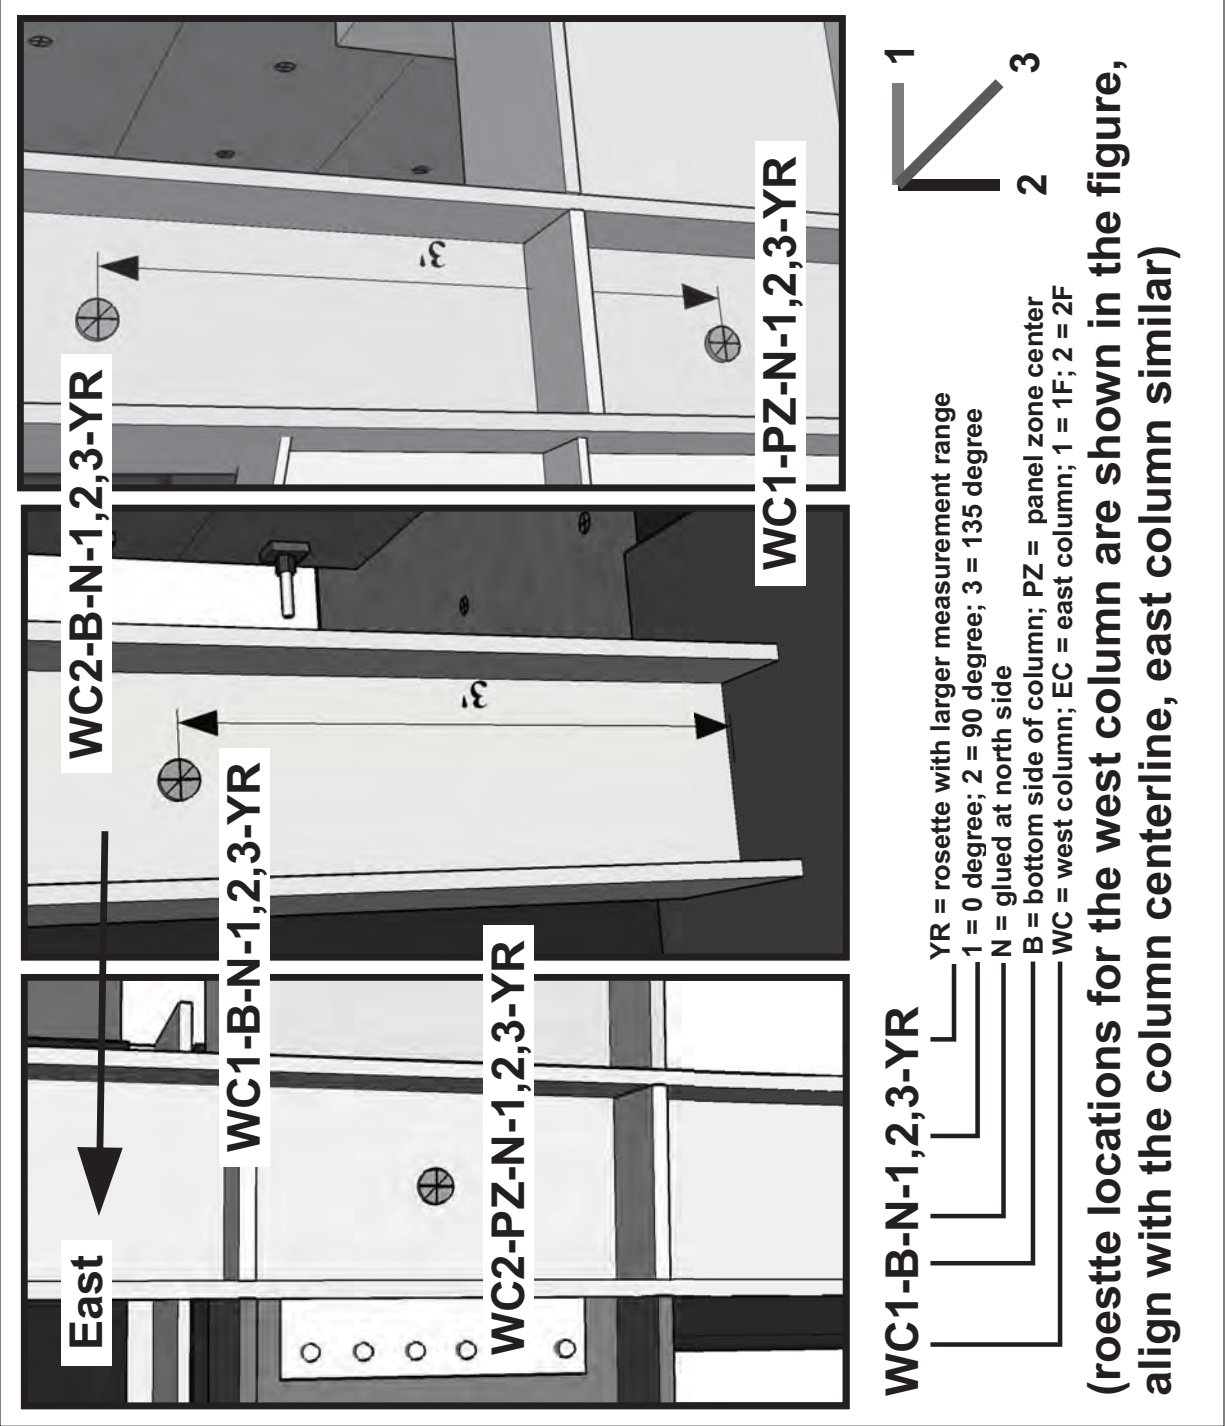 East
WC2-B-N-1,2,3-YR
WC1-B-N-1,2,3-YR
WC2-PZ-N-1,2,3-YR
WC1-PZ-N-1,2,3-YR
3'
3'
WC1-B-N-1,2,3-YR
YR = rosette with larger measurement range
1 = 0 degree; 2 = 90 degree; 3 = 135 degree
N = glued at north side
B = bottom side of column; PZ = panel zone center
WC = west column; EC = east column; 1 = 1F; 2 = 2F
1
3
2
(roestte locations for the west column are shown in the figure,
align with the column centerline, east column similar)